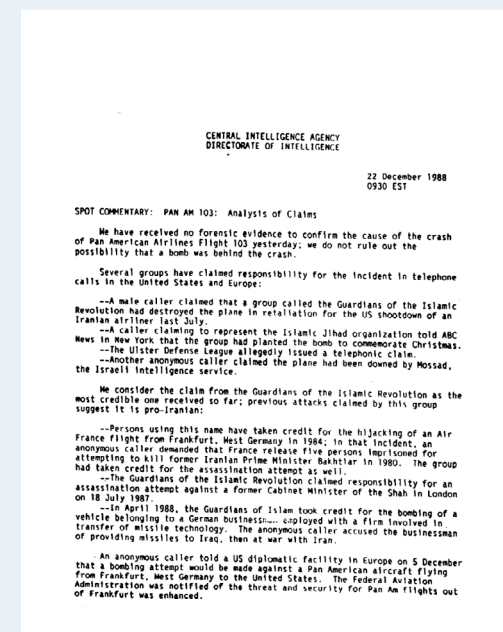 CENTRAL INTELLIGENCE AGENCY
DIRECTORATE OF INTELLIGENCE
22 December 1988
0930 EST
SPOT COMMENTARY: PAN AM 103: Analysis of Claims
We have received no forensic evidence to confirm the cause of the crash
of Pan American Airlines Flight 103 yesterday; we do not rule out the
possibility that a bomb was behind the crash.
Several groups have claimed responsibility for the incident in telephone
calls in the United States and Europe:
--A male caller claimed that a group called the Guardians of the Islamic
Revolution had destroyed the plane in retaliation for the US shootdown of an
Iranian airliner last July.
--A caller claiming to represent the Islamic Jihad organization told ABC
News in New York that the group had planted the bomb to commemorate Christmas.
--The Ulster Defense League allegedly issued a telephonic claim.
--Another anonymous caller claimed the plane had been downed by Mossad,
the Israeli intelligence service.
We consider the claim from the Guardians of the Islamic Revolution as the
most credible one received so far; previous attacks claimed by this group
suggest it is pro-Iranian:
--Persons using this name have taken credit for the hijacking of an Air
France flight from Frankfurt, West Germany in 1984; in that incident, an
anonymous caller demanded that France release five persons imprisoned for
attempting to kill former Iranian Prime Minister Bakhtiar in 1980. The group
had taken credit for the assassination attempt as well.
--The Guardians of the Islamic Revolution claimed responsibility for an
assassination attempt against a former Cabinet Minister of the Shah in London
on 18 July 1987.
--In April 1988, the Guardians of Islam took credit for the bombing of a
vehicle belonging to a German employed with a firm involved in
transfer of missile technology. The anonymous caller accused the businessman
of providing missiles to Iraq, then at war with Iran.
An anonymous caller told a US diplomatic facility in Europe on 5 December
that a bombing attempt would be made against a Pan American aircraft flying
from Frankfurt, West Germany to the United States. The Federal Aviation
Administration was notified of the threat and security for Pan Am flights out
of Frankfurt was enhanced.